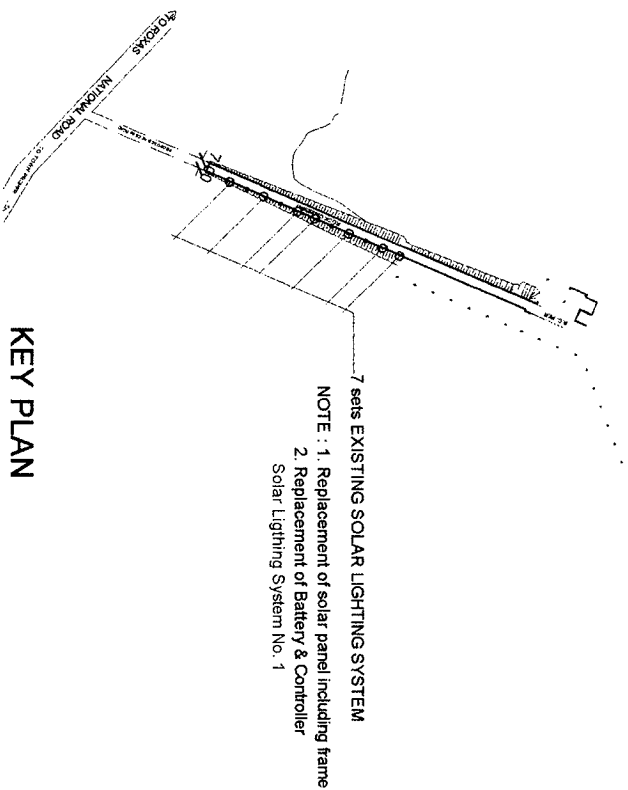 TO ROXAS
NATIONAL ROAD
7 sets EXISTING SOLAR LIGHTING SYSTEM
NOTE : 1. Replacement of solar panel including frame
2. Replacement of Battery & Controller
Solar Ligthing System No. 1
KEY PLAN